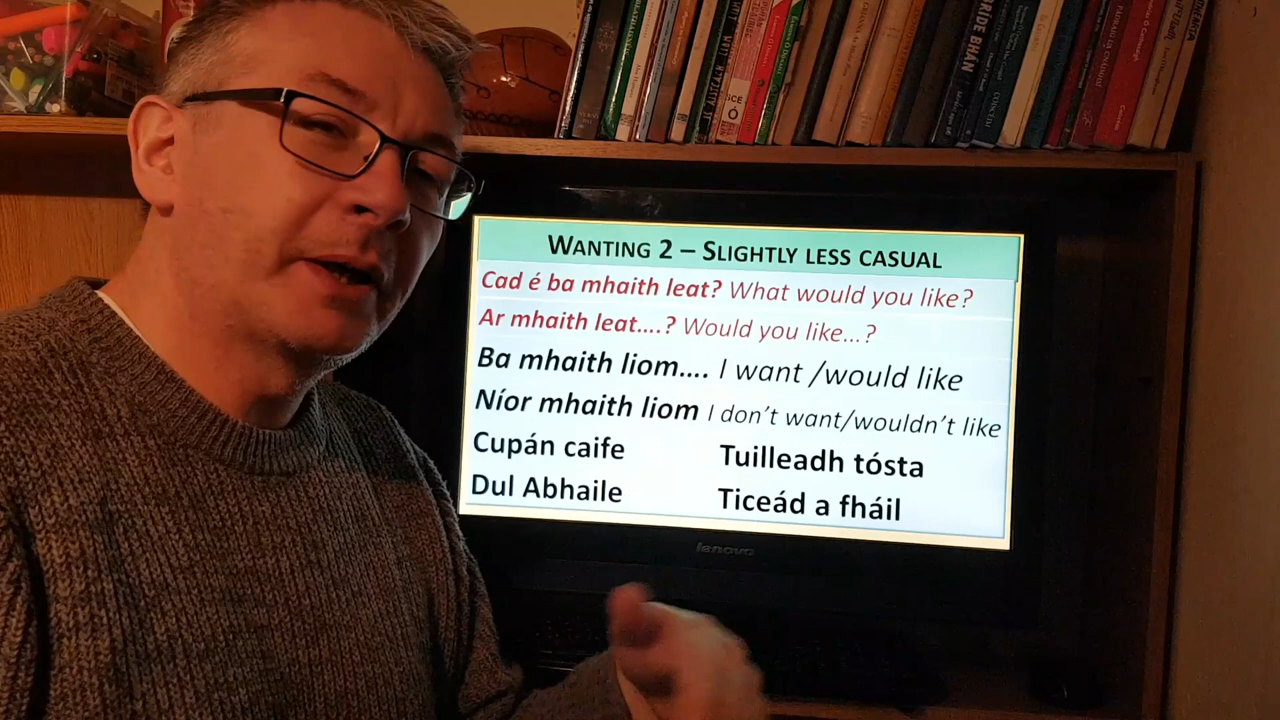 WANTING 2 – SLIGHTLY LESS CASUAL
Cad é ba mhaith leat? What would you like?
Ar mhaith leat....? Would you like...?
Ba mhaith liom.... I want /would like
Níor mhaith liom I don't want/wouldn't like
Cupán caife Tuilleadh tósta
Dul Abhaile Ticeád a fháil
lenovo